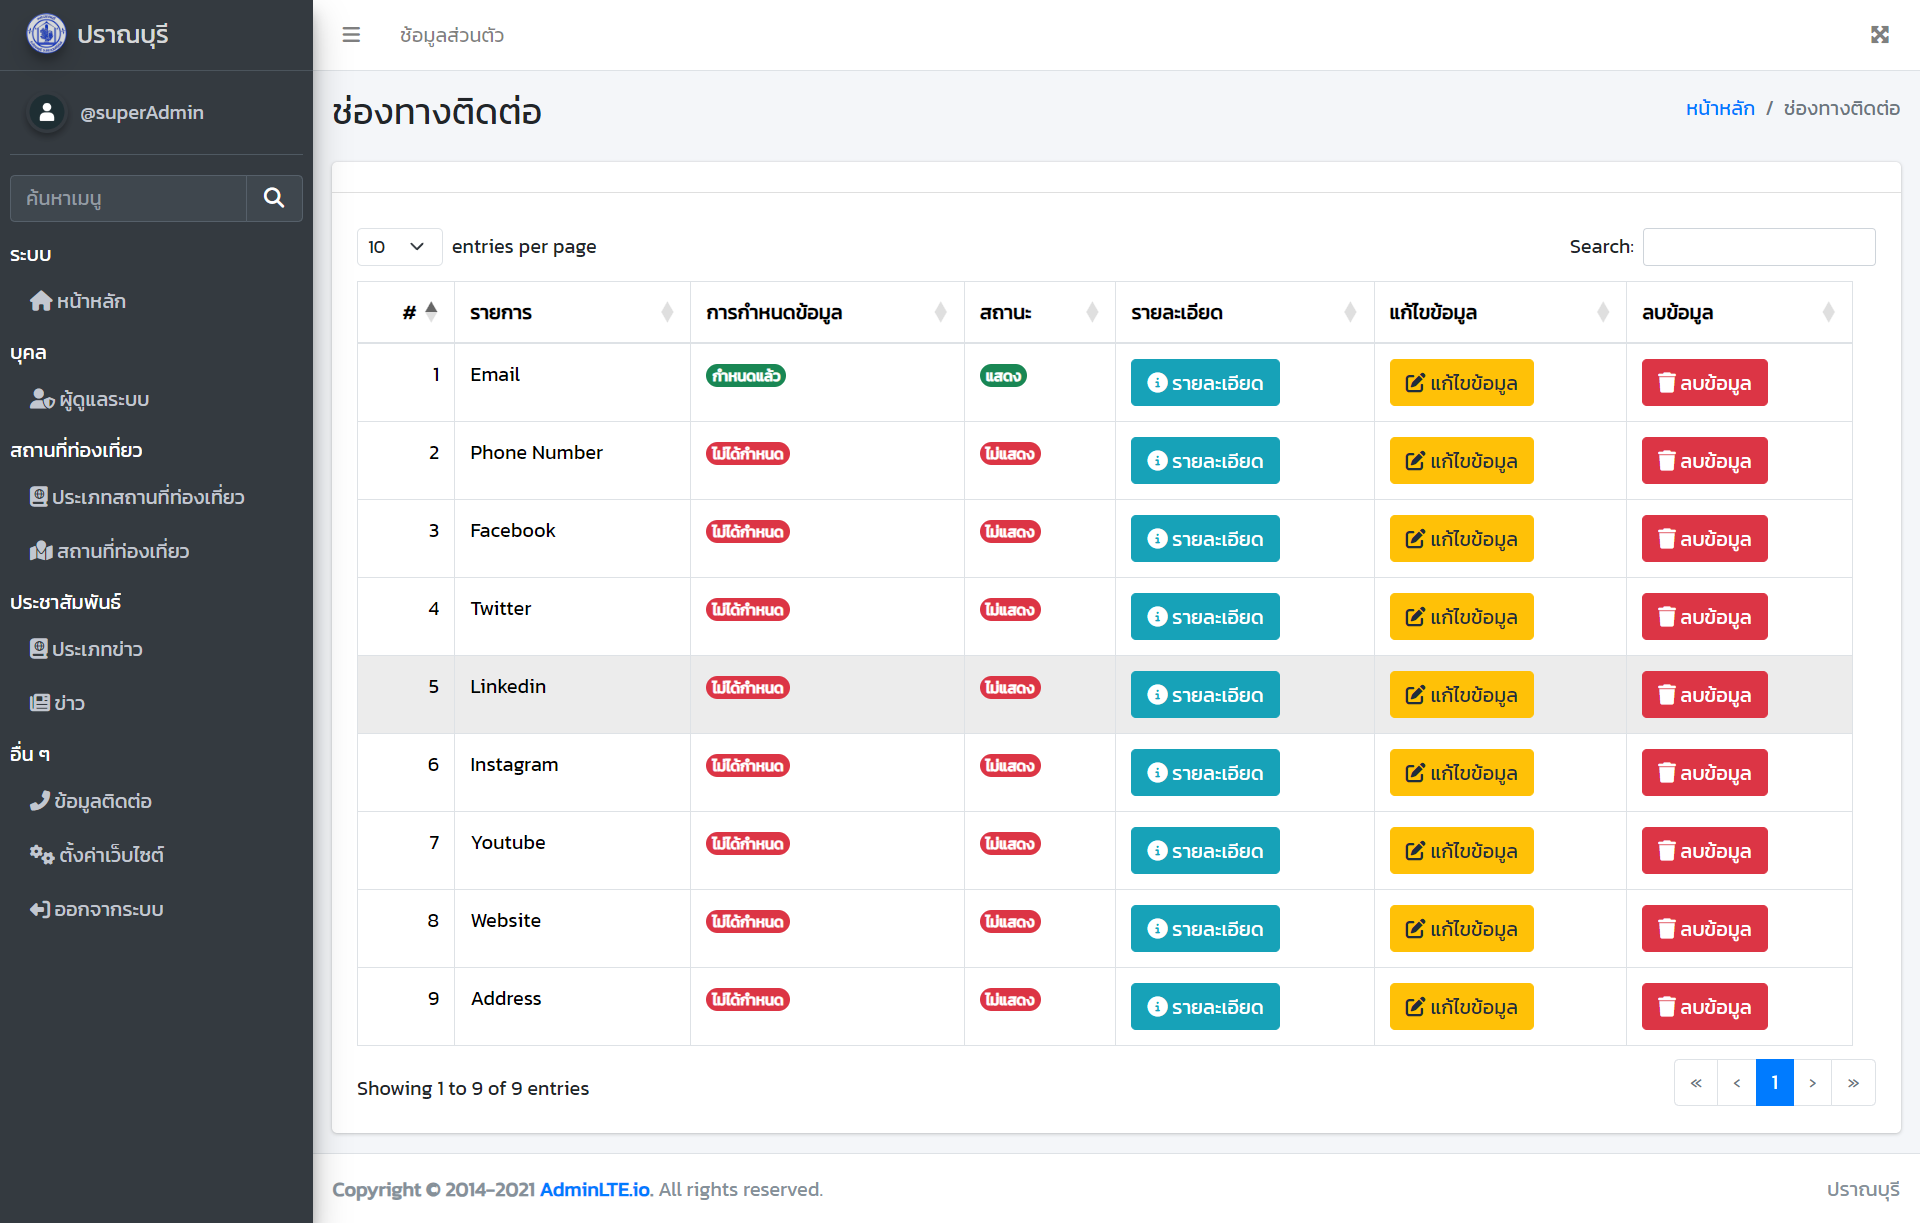 ปราณบุรี
@superAdmin
ค้นหาเมนู
ระบบ
หน้าหลัก
บุคล
ผู้ดูแลระบบ
สถานที่ท่องเที่ยว
ประเภทสถานที่ท่องเที่ยว
สถานที่ท่องเที่ยว
ประชาสัมพันธ์
ประเภทข่าว
ข่าว
อื่น ๆ
ข้อมูลติดต่อ
ตั้งค่าเว็บไซต์
ออกจากระบบ
ข้อมูลส่วนตัว
ช่องทางติดต่อ
หน้าหลัก / ช่องทางติดต่อ
10 entries per page
Search:
# รายการ การกำหนดข้อมูล สถานะ รายละเอียด แก้ไขข้อมูล ลบข้อมูล
1 Email กำหนดแล้ว แสดง รายละเอียด แก้ไขข้อมูล ลบข้อมูล
2 Phone Number ไม่ได้กำหนด ไม่แสดง รายละเอียด แก้ไขข้อมูล ลบข้อมูล
3 Facebook ไม่ได้กำหนด ไม่แสดง รายละเอียด แก้ไขข้อมูล ลบข้อมูล
4 Twitter ไม่ได้กำหนด ไม่แสดง รายละเอียด แก้ไขข้อมูล ลบข้อมูล
5 Linkedin ไม่ได้กำหนด ไม่แสดง รายละเอียด แก้ไขข้อมูล ลบข้อมูล
6 Instagram ไม่ได้กำหนด ไม่แสดง รายละเอียด แก้ไขข้อมูล ลบข้อมูล
7 Youtube ไม่ได้กำหนด ไม่แสดง รายละเอียด แก้ไขข้อมูล ลบข้อมูล
8 Website ไม่ได้กำหนด ไม่แสดง รายละเอียด แก้ไขข้อมูล ลบข้อมูล
9 Address ไม่ได้กำหนด ไม่แสดง รายละเอียด แก้ไขข้อมูล ลบข้อมูล
Showing 1 to 9 of 9 entries
« ‹ 1 › »
Copyright © 2014-2021 AdminLTE.io. All rights reserved.
ปราณบุรี